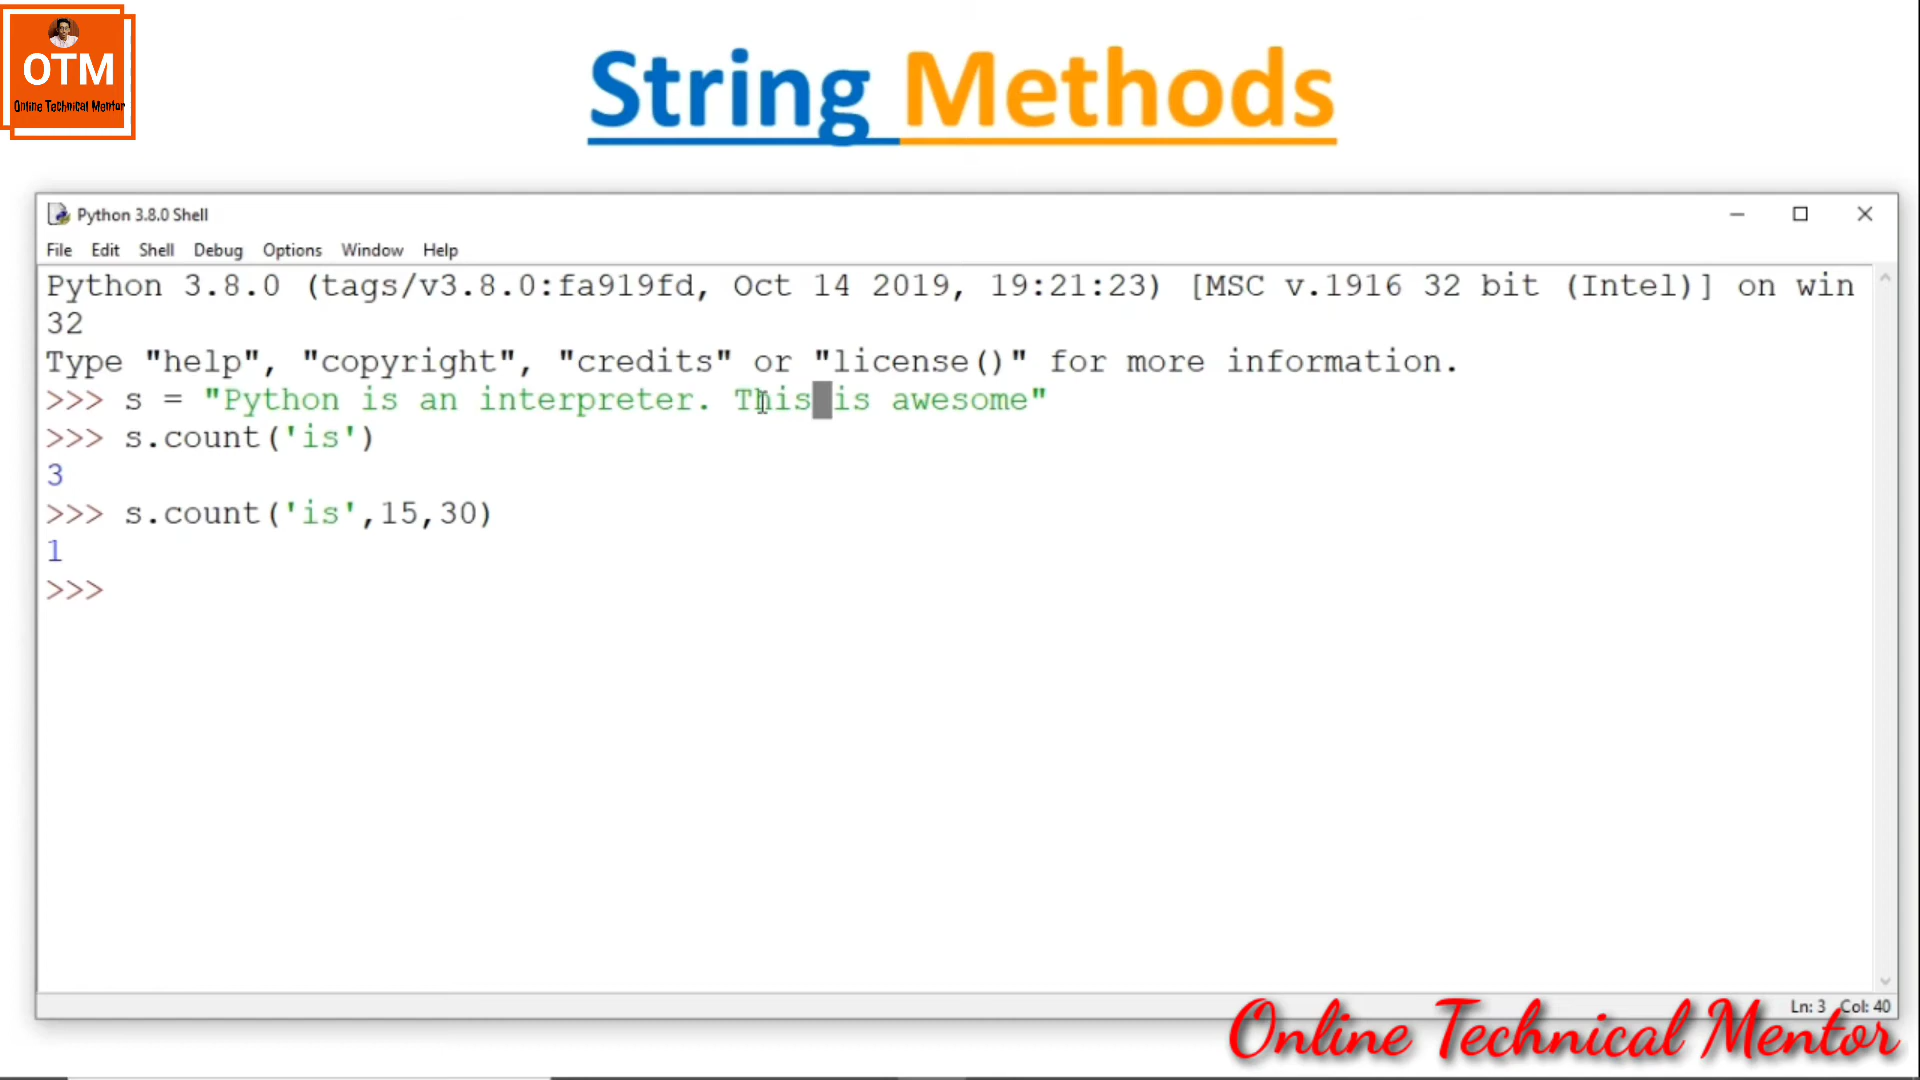 OTM
Online Technical Mentor
String Methods
Python 3.8.0 Shell
File Edit Shell Debug Options Window Help
Python 3.8.0 (tags/v3.8.0:fa919fd, Oct 14 2019, 19:21:23) [MSC v.1916 32 bit (Intel)] on win
32
Type "help", "copyright", "credits" or "license()" for more information.
>>> s = "Python is an interpreter. This is awesome"
>>> s.count('is')
3
>>> s.count('is',15,30)
1
>>>
Ln: 3 Col: 40
Online Technical Mentor